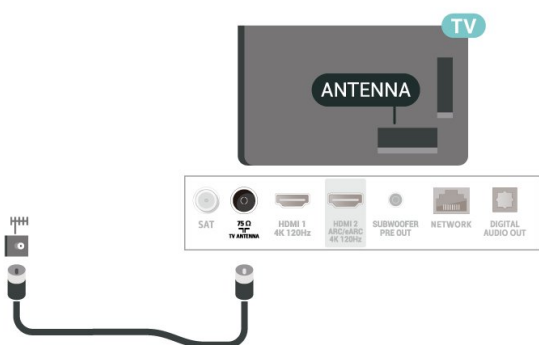 TV
ANTENNA
SAT
75 Ω
TV ANTENNA
HDMI 1
4K 120Hz
HDMI 2
ARC/eARC
4K 120Hz
SUBWOOFER
PRE OUT
NETWORK
DIGITAL
AUDIO OUT